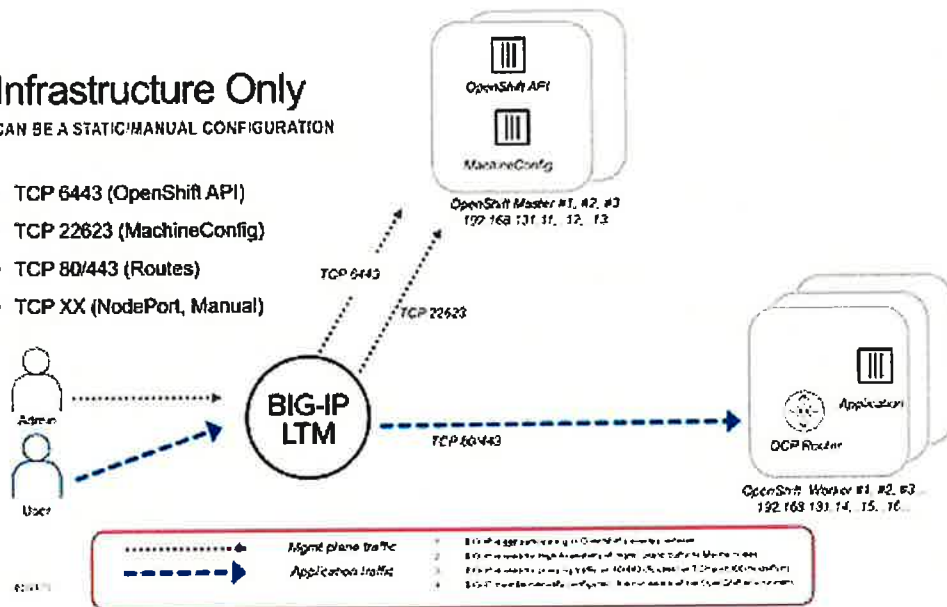 Infrastructure Only
CAN BE A STATIC/MANUAL CONFIGURATION
TCP 6443 (OpenShift API)
TCP 22623 (MachineConfig)
TCP 80/443 (Routes)
TCP XX (NodePort, Manual)
OpenShift API
MachineConfig
OpenShift Master #1, #2, #3
192.168.131.11, .12, .13
TCP 6443
TCP 22623
Admin
User
BIG-IP
LTM
TCP 80/443
Application
OCP Router
OpenShift Worker #1, #2, #3...
192.168.131.14, .15, .16...
Mgmt plane traffic
Application traffic